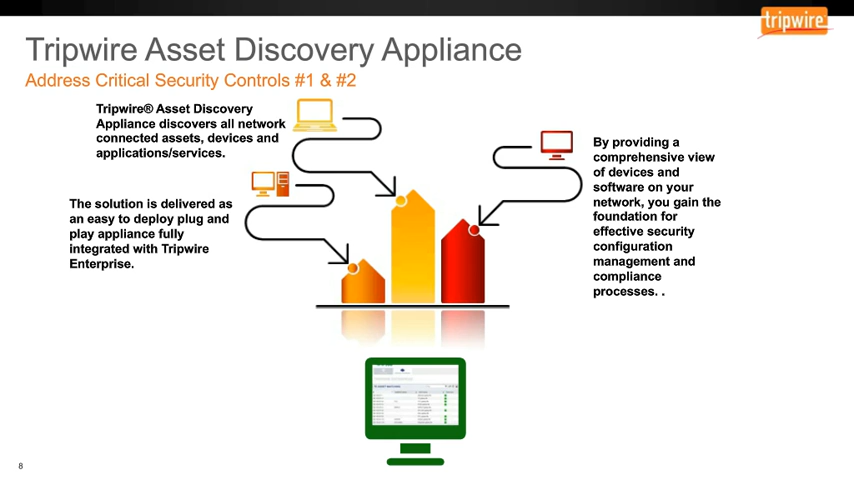 tripwire
Tripwire Asset Discovery Appliance
Address Critical Security Controls #1 & #2
Tripwire® Asset Discovery
Appliance discovers all network
connected assets, devices and
applications/services.
The solution is delivered as
an easy to deploy plug and
play appliance fully
integrated with Tripwire
Enterprise.
By providing a
comprehensive view
of devices and
software on your
network, you gain the
foundation for
effective security
configuration
management and
compliance
processes. .
8